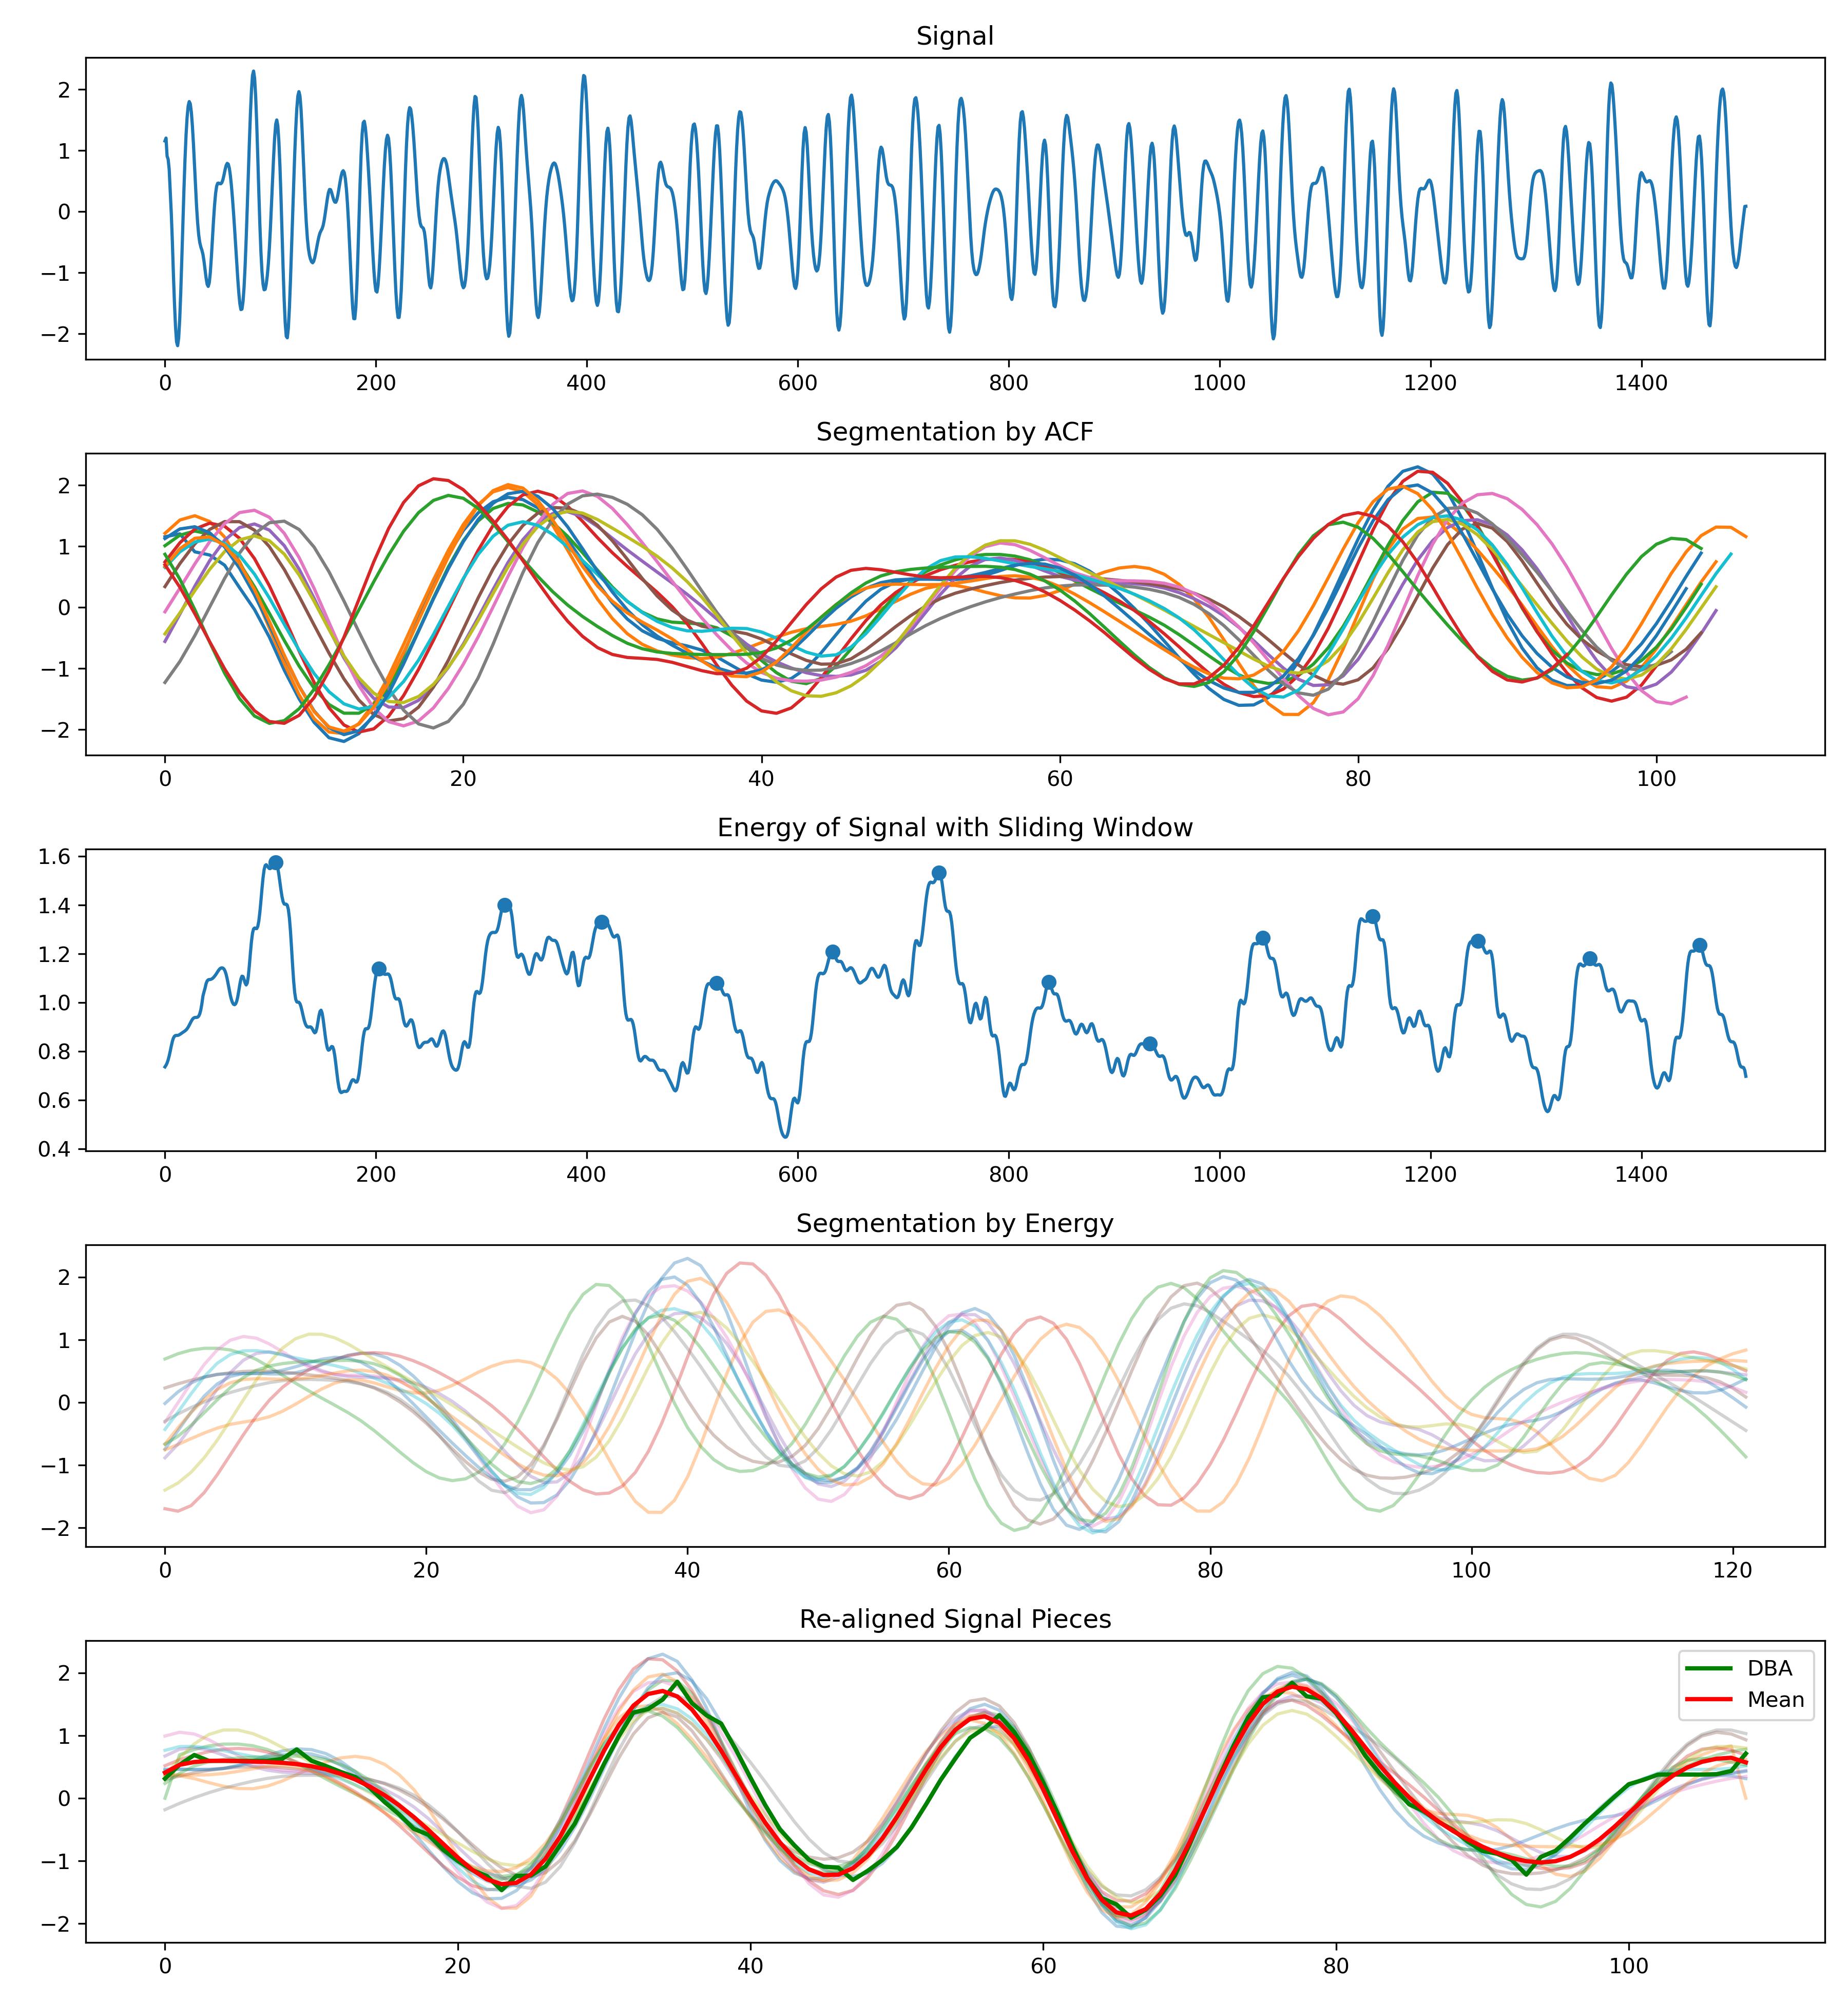 Signal
2
1
0
−1
−2
0 200 400 600 800 1000 1200 1400
Segmentation by ACF
2
1
0
−1
−2
0 20 40 60 80 100
Energy of Signal with Sliding Window
1.6
1.4
1.2
1.0
0.8
0.6
0.4
0 200 400 600 800 1000 1200 1400
Segmentation by Energy
2
1
0
−1
−2
0 20 40 60 80 100 120
Re-aligned Signal Pieces
DBA
Mean
2
1
0
−1
−2
0 20 40 60 80 100